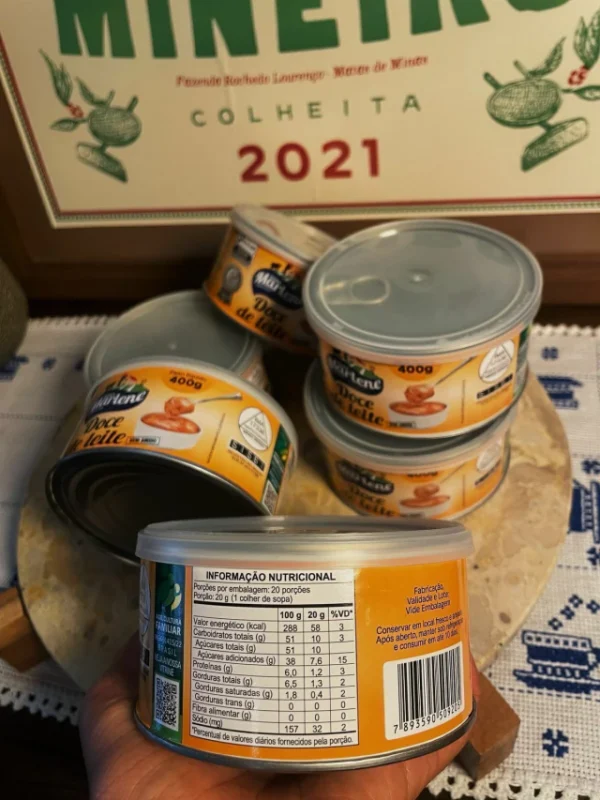 MINEIRO
COLHEITA
2021
Marlene
Doce
de leite
400g
Marlene
Doce
de leite
400g
Marlene
Doce
de leite
400g
INFORMAÇÃO NUTRICIONAL
Porções por embalagem: 20 porções
Porção: 20 g (1 colher de sopa)
100 g 20 g %VD*
Valor energético (kcal) 288 58 3
Carboidratos totais (g) 51 10 3
Açúcares totais (g) 51 10
Açúcares adicionados (g) 38 7,6 15
Proteínas (g) 6,0 1,2 3
Gorduras totais (g) 6,5 1,3 2
Gorduras saturadas (g) 1,8 0,4 2
Gorduras trans (g) 0 0 0
Fibra alimentar (g) 0 0 0
Sódio (mg) 157 32 2
*Percentual de valores diários fornecidos pela porção.
FAMILIAR
BRASIL
Fabricação,
Validade e Lote:
Vide Embalagem.
Conservar em local fresco e
Após aberto, manter sob refrigeração
e consumir em até 10 dias.